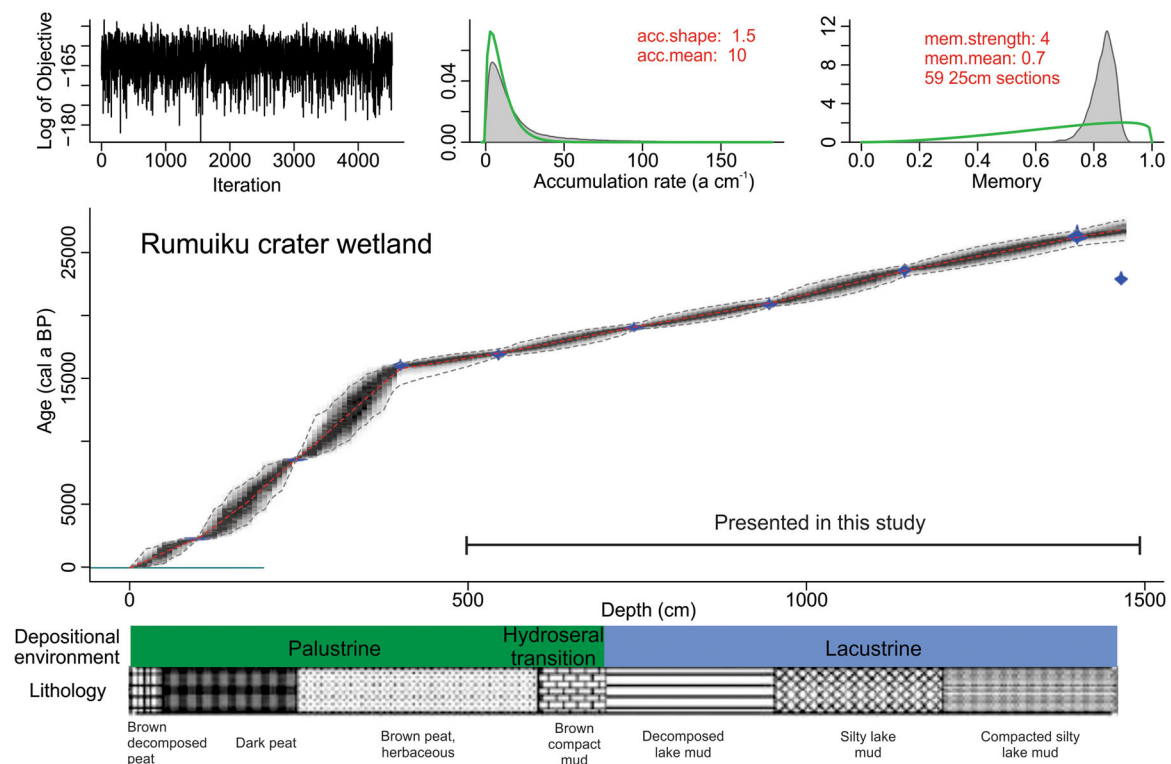 Log of Objective
−180
−165
0
1000
2000
3000
4000
Iteration
0.00
0.04
acc.shape: 1.5
acc.mean: 10
0
50
100
150
Accumulation rate (a cm⁻¹)
0
4
8
12
mem.strength: 4
mem.mean: 0.7
59 25cm sections
0.0
0.2
0.4
0.6
0.8
1.0
Memory
Rumuiku crater wetland
Age (cal a BP)
25000
15000
5000
0
Presented in this study
0
500
1000
1500
Depth (cm)
Depositional
environment
Palustrine
Hydroseral
transition
Lacustrine
Lithology
Brown
decomposed
peat
Dark peat
Brown peat,
herbaceous
Brown
compact
mud
Decomposed
lake mud
Silty lake
mud
Compacted silty
lake mud